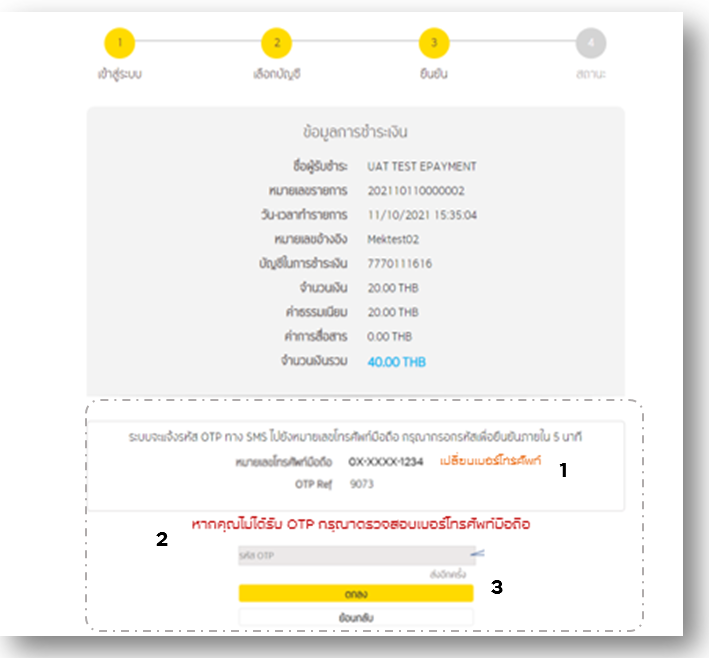 1 2 3 4
เข้าสู่ระบบ เลือกบัญชี ยืนยัน สถานะ
ข้อมูลการชำระเงิน
ชื่อผู้รับชำระ UAT TEST EPAYMENT
หมายเลขรายการ 202110110000002
วัน-เวลาทำรายการ 11/10/2021 15:35:04
หมายเลขอ้างอิง Mektest02
บัญชีในการชำระเงิน 7770111616
จำนวนเงิน 20.00 THB
ค่าธรรมเนียม 20.00 THB
ค่าการสื่อสาร 0.00 THB
จำนวนเงินรวม 40.00 THB
ระบบจะแจ้งรหัส OTP ทาง SMS ไปยังหมายเลขโทรศัพท์มือถือ กรุณากรอกรหัสเพื่อยืนยันภายใน 5 นาที
หมายเลขโทรศัพท์มือถือ 0X-XXXX-1234 เปลี่ยนเบอร์โทรศัพท์ 1
OTP Ref 9073
หากคุณไม่ได้รับ OTP กรุณาตรวจสอบเบอร์โทรศัพท์มือถือ
2
รหัส OTP
ส่งอีกครั้ง
ตกลง 3
ย้อนกลับ